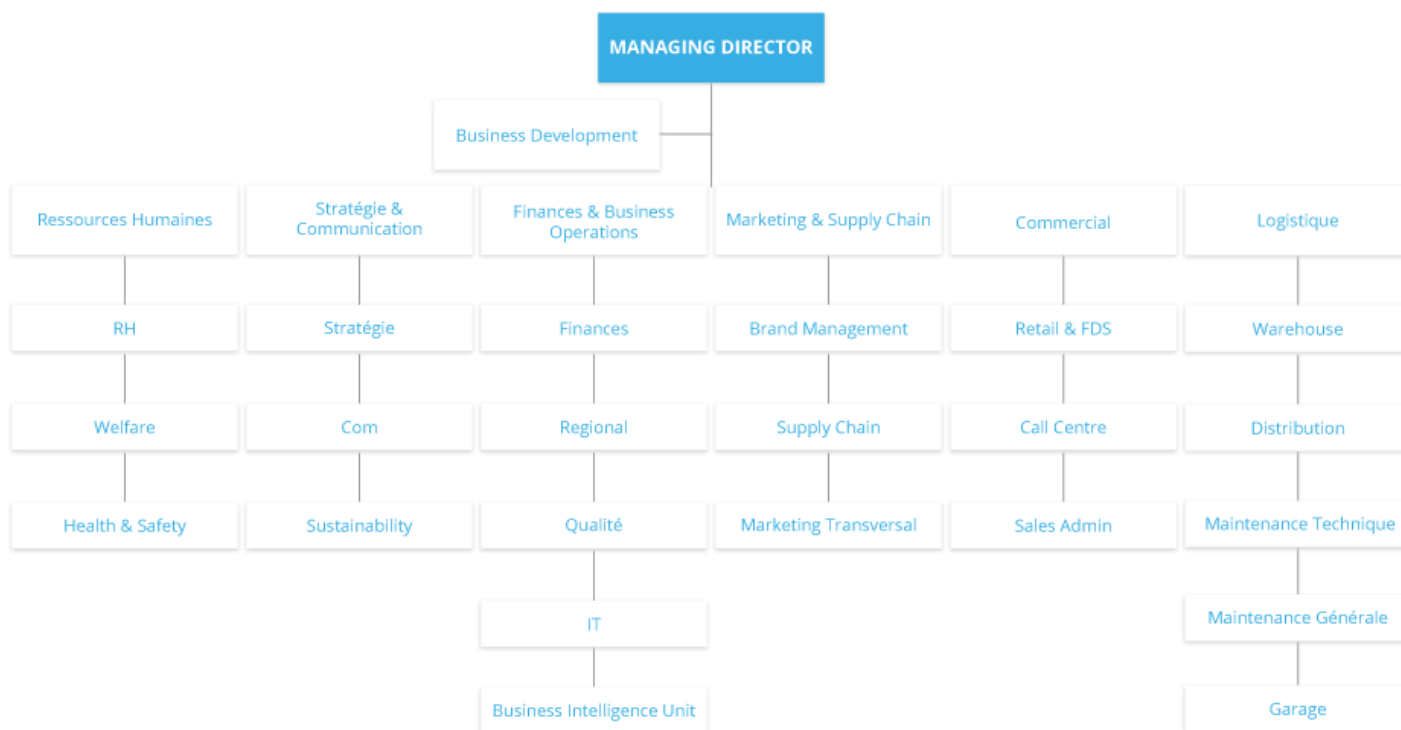 MANAGING DIRECTOR
Business Development
Ressources Humaines
Stratégie &
Communication
Finances & Business
Operations
Marketing & Supply Chain
Commercial
Logistique
RH
Stratégie
Finances
Brand Management
Retail & FDS
Warehouse
Welfare
Com
Regional
Supply Chain
Call Centre
Distribution
Health & Safety
Sustainability
Qualité
Marketing Transversal
Sales Admin
Maintenance Technique
IT
Maintenance Générale
Business Intelligence Unit
Garage